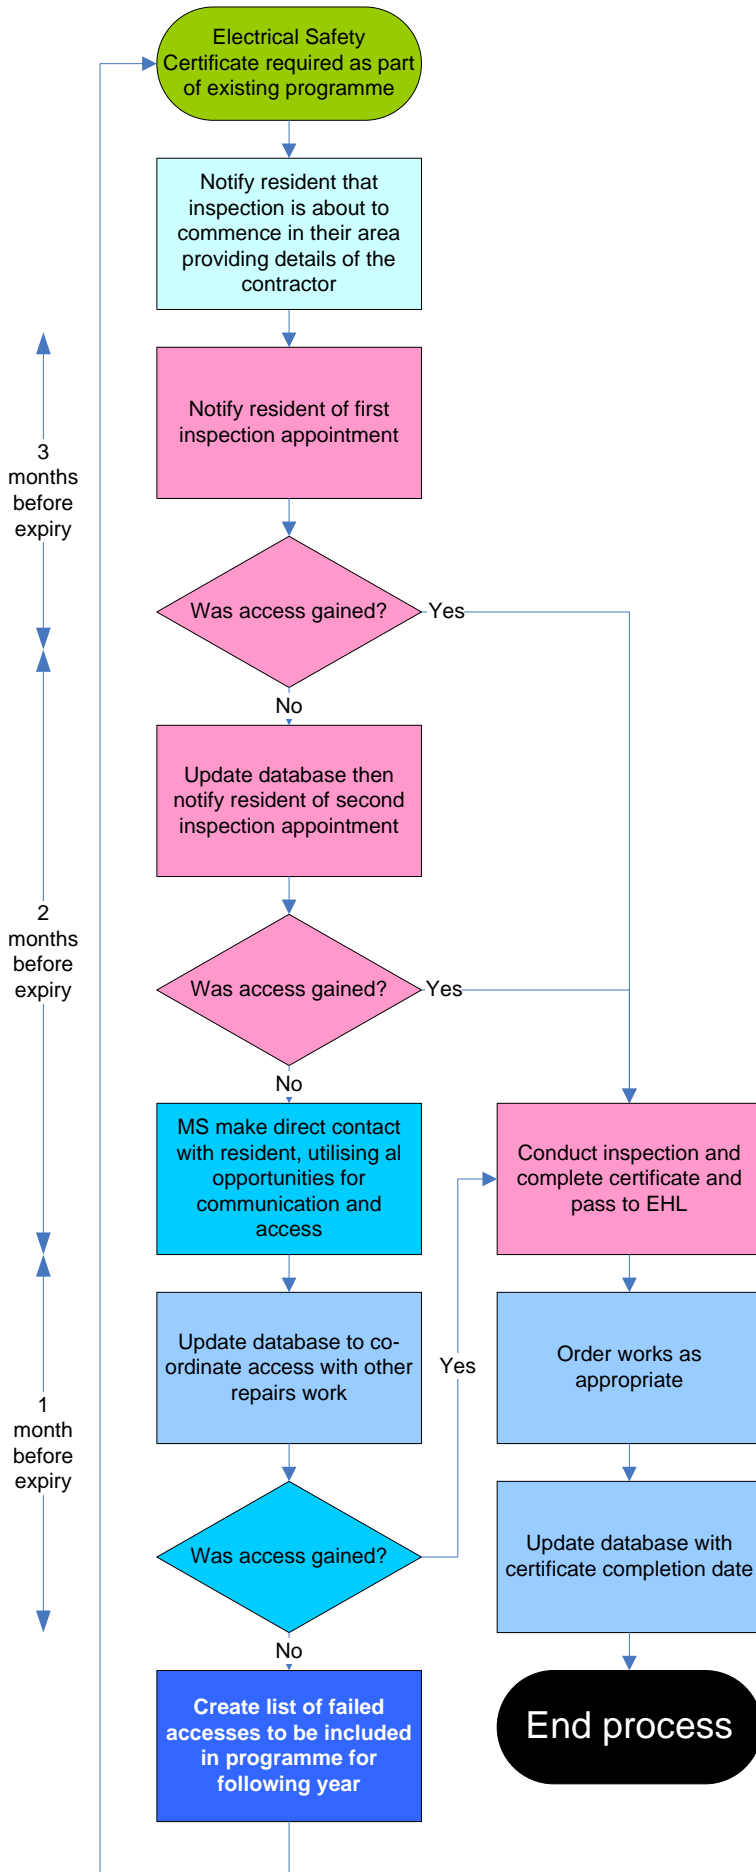 Electrical Safety
Certificate required as part
of existing programme
Notify resident that
inspection is about to
commence in their area
providing details of the
contractor
Notify resident of first
inspection appointment
3
months
before
expiry
Was access gained?
Yes
No
Update database then
notify resident of second
inspection appointment
2
months
before
expiry
Was access gained?
Yes
No
MS make direct contact
with resident, utilising al
opportunities for
communication and
access
Conduct inspection and
complete certificate and
pass to EHL
Update database to co-
ordinate access with other
repairs work
Yes
Order works as
appropriate
1
month
before
expiry
Was access gained?
Update database with
certificate completion date
No
Create list of failed
accesses to be included
in programme for
following year
End process